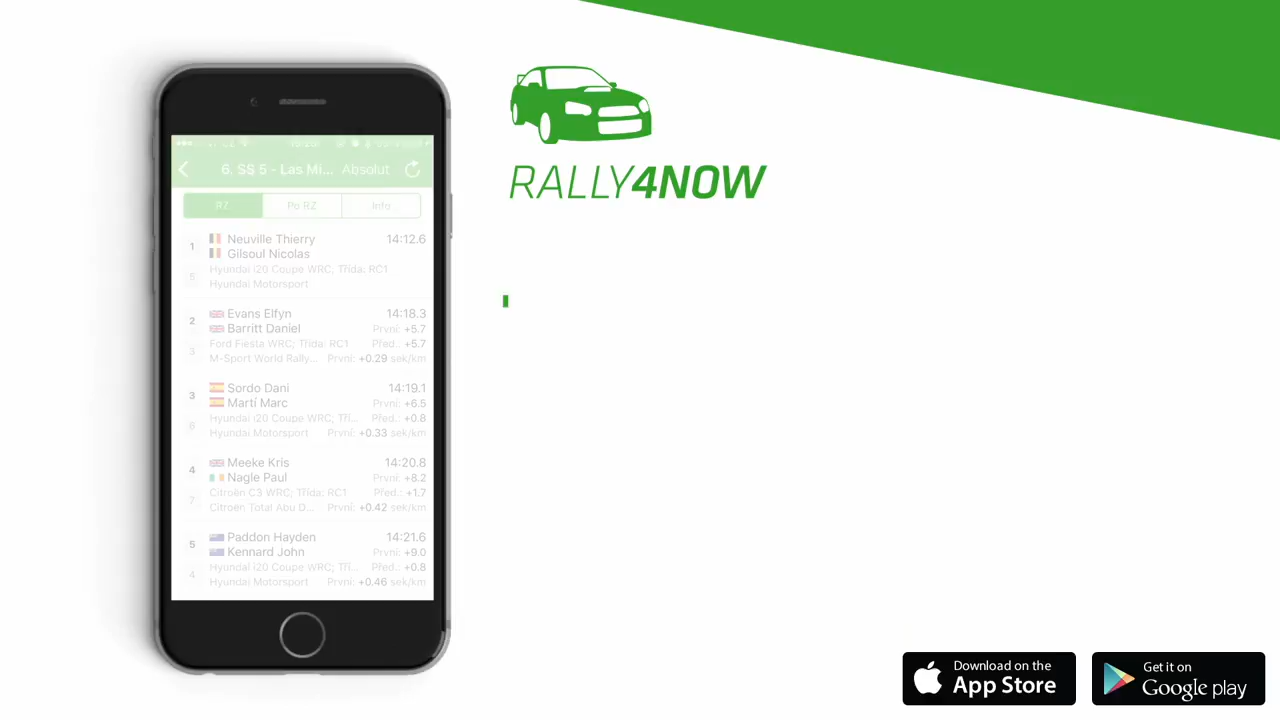 RALLY4NOW
6. SS 5 - Las Mi... Absolut
RZ Po RZ Info
1 Neuville Thierry 14:12.6
Gilsoul Nicolas
5 Hyundai i20 Coupe WRC; Třída: RC1
Hyundai Motorsport
2 Evans Elfyn 14:18.3
Barritt Daniel První: +5.7
3 Ford Fiesta WRC; Třída: RC1 Před.: +5.7
M-Sport World Rally... První: +0.29 sek/km
3 Sordo Dani 14:19.1
Martí Marc První: +6.5
6 Hyundai i20 Coupe WRC; Tří... Před.: +0.8
Hyundai Motorsport První: +0.33 sek/km
4 Meeke Kris 14:20.8
Nagle Paul První: +8.2
7 Citroën C3 WRC; Třída: RC1 Před.: +1.7
Citroën Total Abu D... První: +0.42 sek/km
5 Paddon Hayden 14:21.6
Kennard John První: +9.0
4 Hyundai i20 Coupe WRC; Tří... Před.: +0.8
Hyundai Motorsport První: +0.46 sek/km
Download on the
App Store
Get it on
Google play